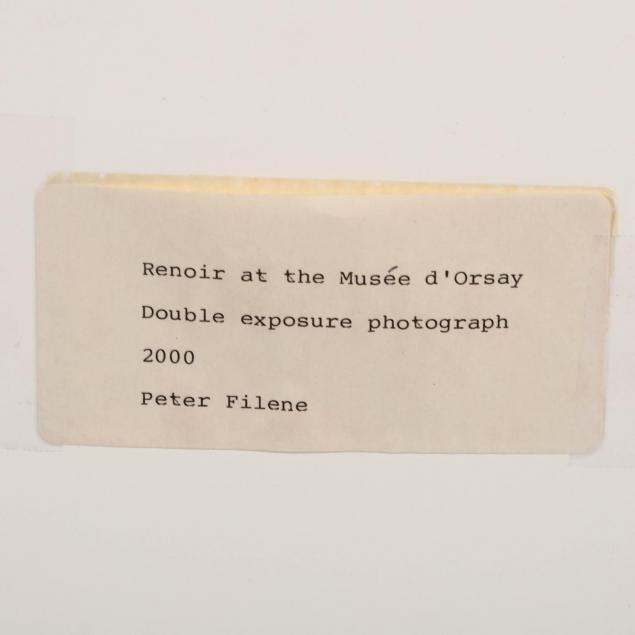 Renoir at the Musée d'Orsay
Double exposure photograph
2000
Peter Filene